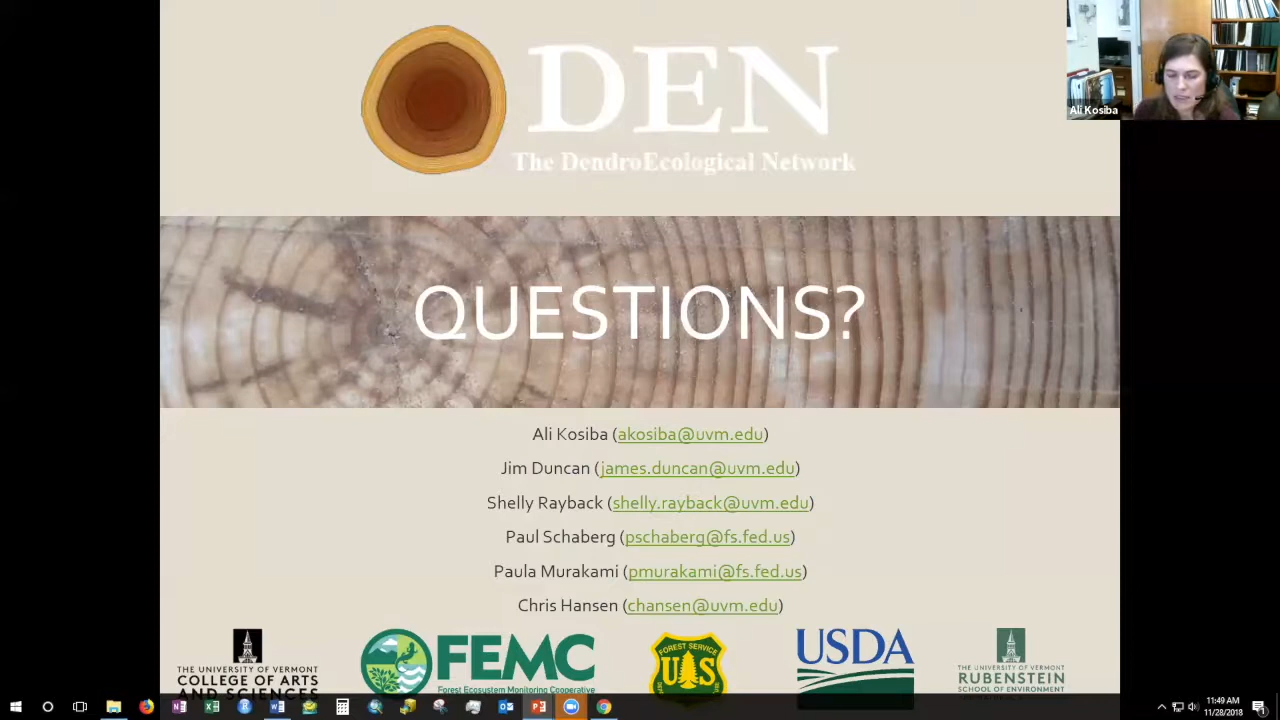 DEN
The DendroEcological Network
Ali Kosiba
QUESTIONS?
Ali Kosiba (akosiba@uvm.edu)
Jim Duncan (james.duncan@uvm.edu)
Shelly Rayback (shelly.rayback@uvm.edu)
Paul Schaberg (pschaberg@fs.fed.us)
Paula Murakami (pmurakami@fs.fed.us)
Chris Hansen (chansen@uvm.edu)
THE UNIVERSITY OF VERMONT
COLLEGE OF ARTS
AND SCIENCES
FEMC
Forest Ecosystem Monitoring Cooperative
FOREST SERVICE
U S
USDA
THE UNIVERSITY OF VERMONT
RUBENSTEIN
SCHOOL OF ENVIRONMENT
11:49 AM
11/28/2018